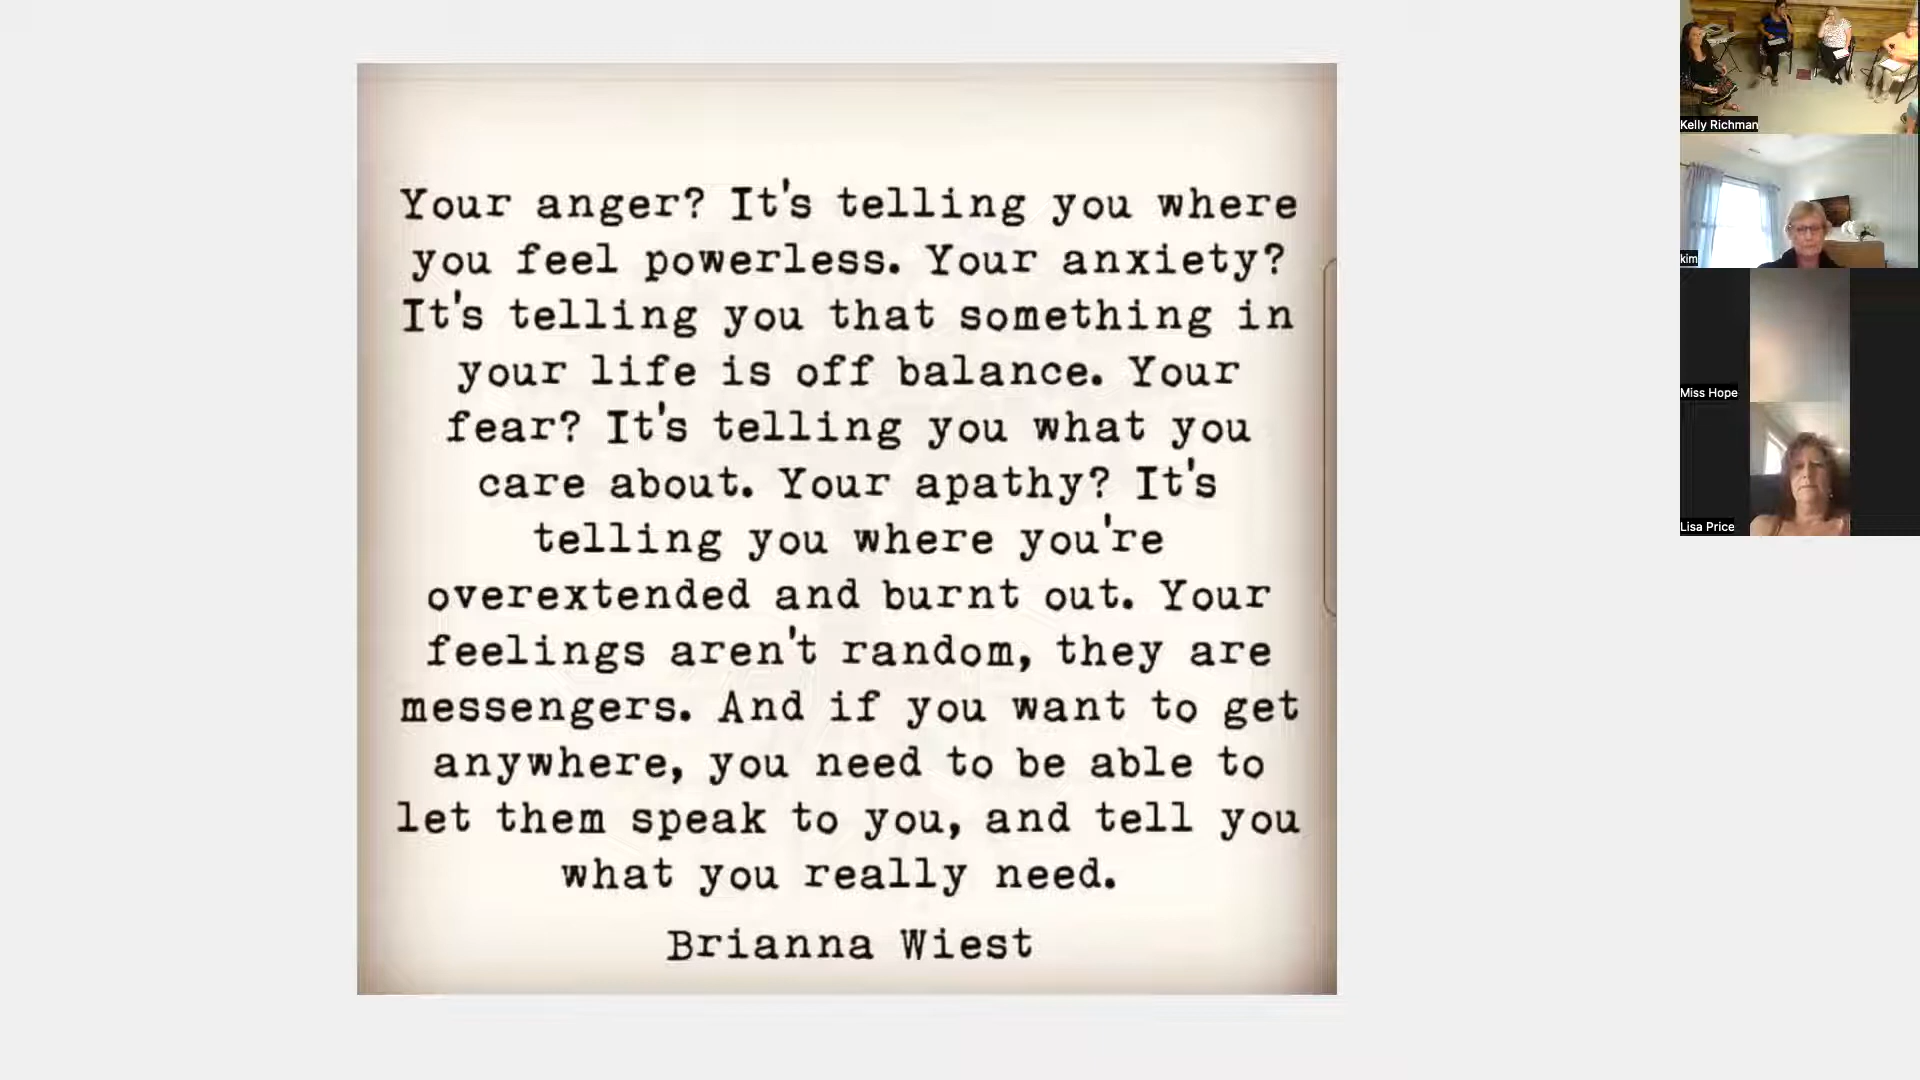 Your anger? It's telling you where
you feel powerless. Your anxiety?
It's telling you that something in
your life is off balance. Your
fear? It's telling you what you
care about. Your apathy? It's
telling you where you're
overextended and burnt out. Your
feelings aren't random, they are
messengers. And if you want to get
anywhere, you need to be able to
let them speak to you, and tell you
what you really need.
Brianna Wiest
Kelly Richman
kim
Miss Hope
Lisa Price